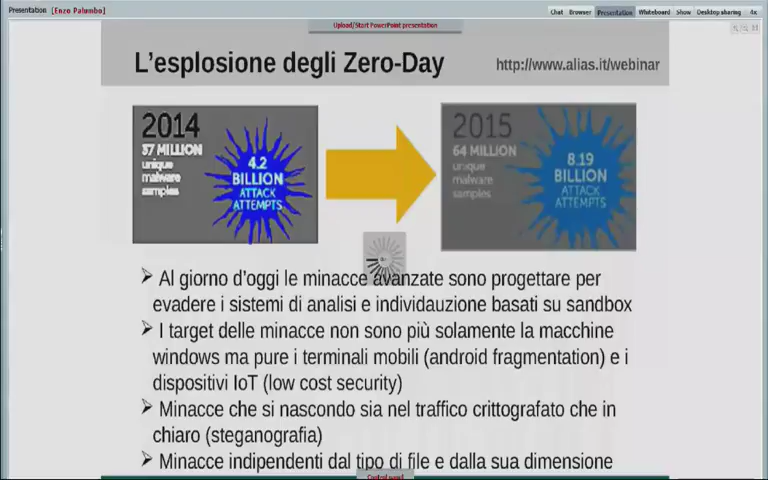 Presentation [Enzo Palumbo]
Chat Browser Presentation Whiteboard Show Desktop sharing 4x
Upload/Start PowerPoint presentation
L'esplosione degli Zero-Day
http://www.alias.it/webinar
2014
37 MILLION
unique
malware
samples
4.2
BILLION
ATTACK
ATTEMPTS
2015
64 MILLION
unique
malware
samples
8.19
BILLION
ATTACK
ATTEMPTS
➢ Al giorno d'oggi le minacce avanzate sono progettare per
evadere i sistemi di analisi e individauzione basati su sandbox
➢ I target delle minacce non sono più solamente la macchine
windows ma pure i terminali mobili (android fragmentation) e i
dispositivi IoT (low cost security)
➢ Minacce che si nascondo sia nel traffico crittografato che in
chiaro (steganografia)
➢ Minacce indipendenti dal tipo di file e dalla sua dimensione
Control panel